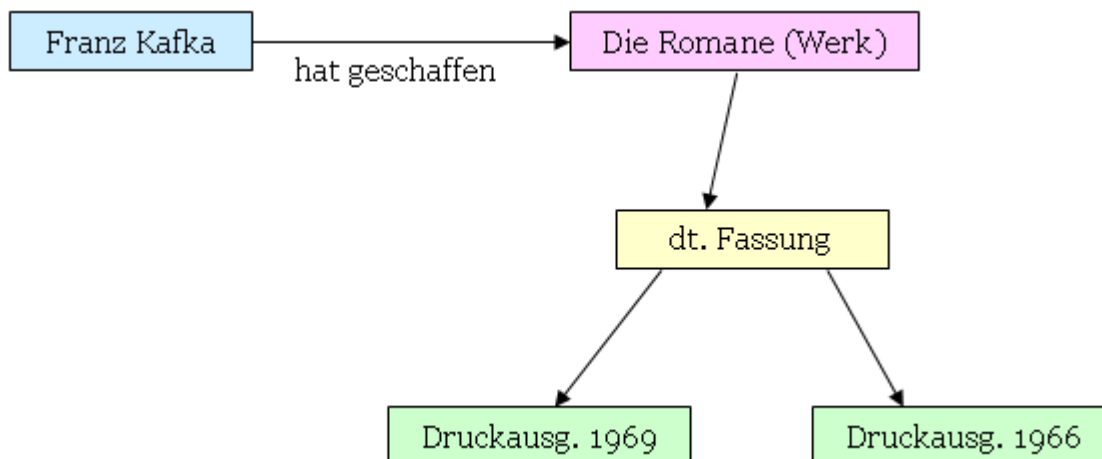 Franz Kafka
Die Romane (Werk)
hat geschaffen
dt. Fassung
Druckausg. 1969
Druckausg. 1966